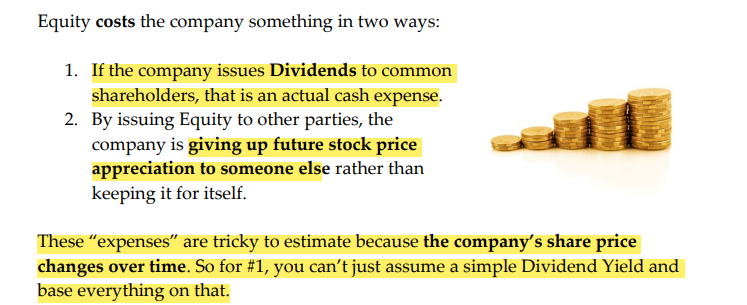 Equity costs the company something in two ways:
1. If the company issues Dividends to common
shareholders, that is an actual cash expense.
2. By issuing Equity to other parties, the
company is giving up future stock price
appreciation to someone else rather than
keeping it for itself.
These “expenses” are tricky to estimate because the company’s share price
changes over time. So for #1, you can’t just assume a simple Dividend Yield and
base everything on that.